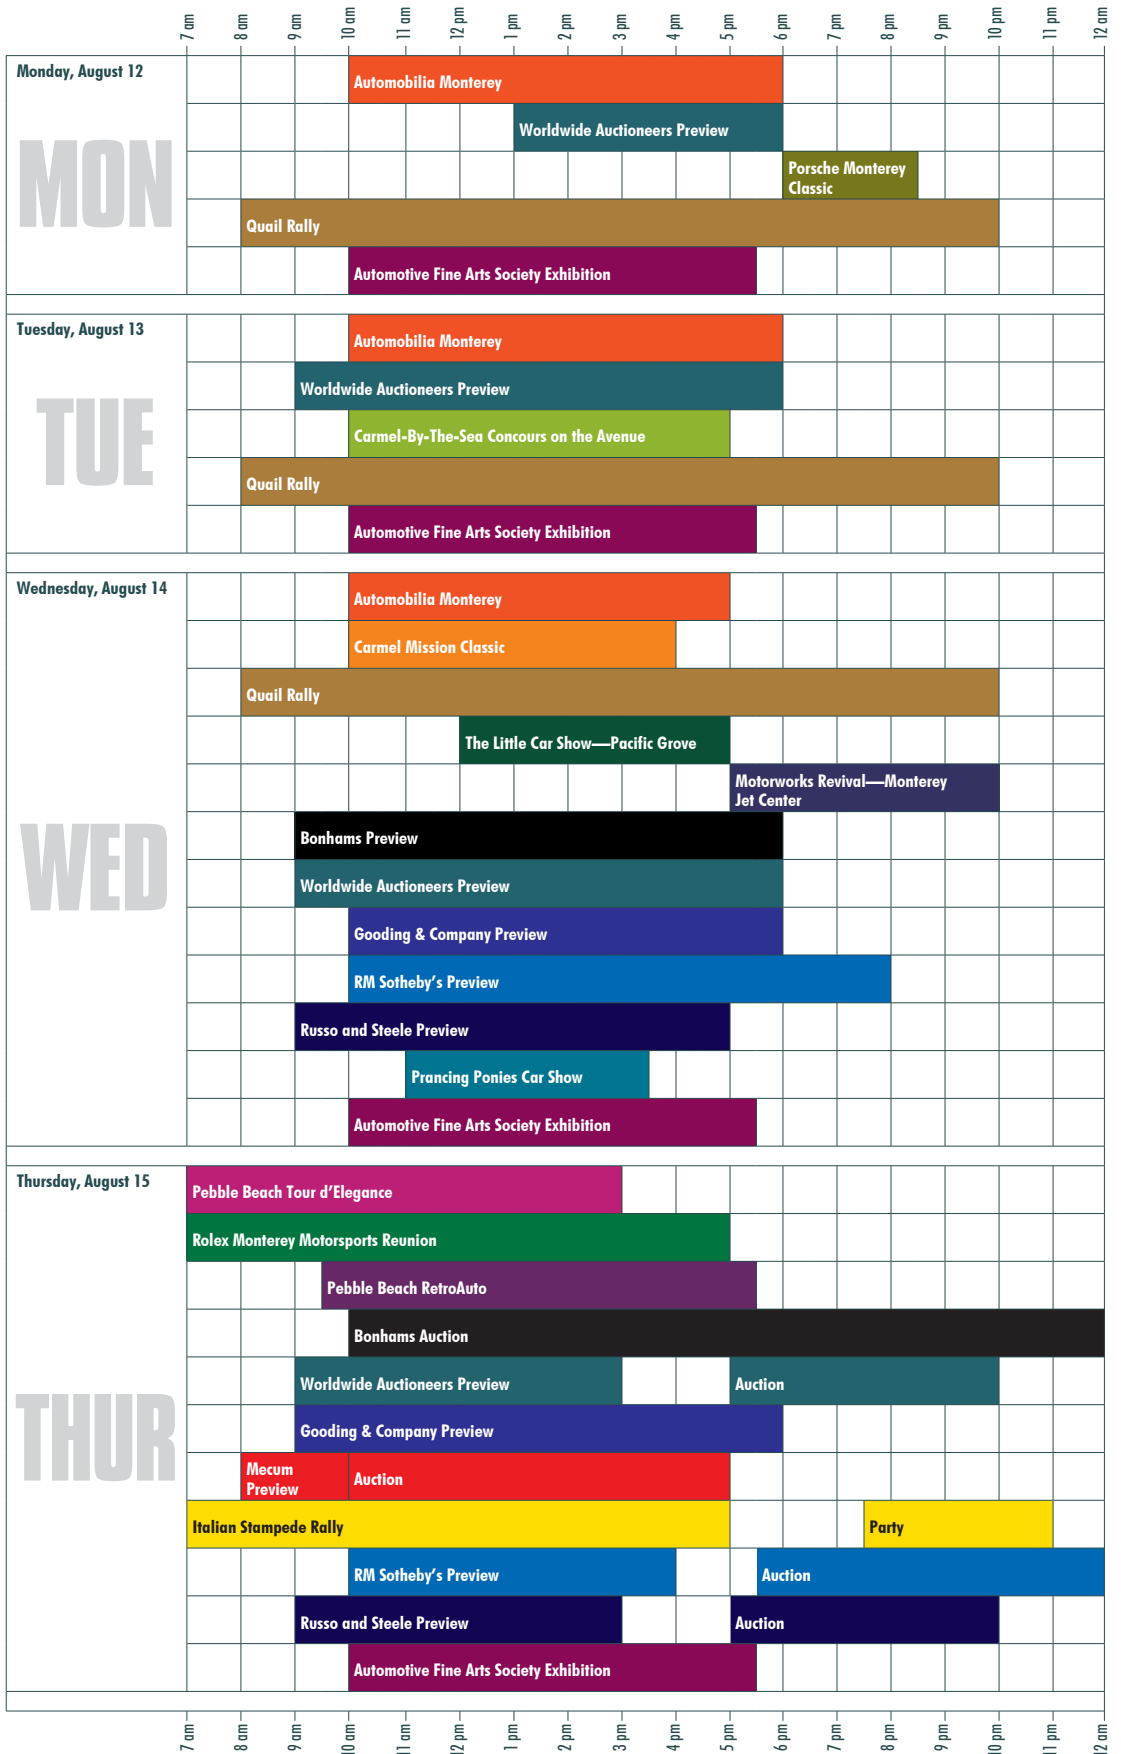 7 am
8 am
9 am
10 am
11 am
12 pm
1 pm
2 pm
3 pm
4 pm
5 pm
6 pm
7 pm
8 pm
9 pm
10 pm
11 pm
12 am
Monday, August 12
MON
Automobilia Monterey
Worldwide Auctioneers Preview
Porsche Monterey
Classic
Quail Rally
Automotive Fine Arts Society Exhibition
Tuesday, August 13
TUE
Automobilia Monterey
Worldwide Auctioneers Preview
Carmel-By-The-Sea Concours on the Avenue
Quail Rally
Automotive Fine Arts Society Exhibition
Wednesday, August 14
WED
Automobilia Monterey
Carmel Mission Classic
Quail Rally
The Little Car Show—Pacific Grove
Motorworks Revival—Monterey
Jet Center
Bonhams Preview
Worldwide Auctioneers Preview
Gooding & Company Preview
RM Sotheby’s Preview
Russo and Steele Preview
Prancing Ponies Car Show
Automotive Fine Arts Society Exhibition
Thursday, August 15
THUR
Pebble Beach Tour d’Elegance
Rolex Monterey Motorsports Reunion
Pebble Beach RetroAuto
Bonhams Auction
Worldwide Auctioneers Preview
Auction
Gooding & Company Preview
Mecum
Preview
Auction
Italian Stampede Rally
Party
RM Sotheby’s Preview
Auction
Russo and Steele Preview
Auction
Automotive Fine Arts Society Exhibition
7 am
8 am
9 am
10 am
11 am
12 pm
1 pm
2 pm
3 pm
4 pm
5 pm
6 pm
7 pm
8 pm
9 pm
10 pm
11 pm
12 am